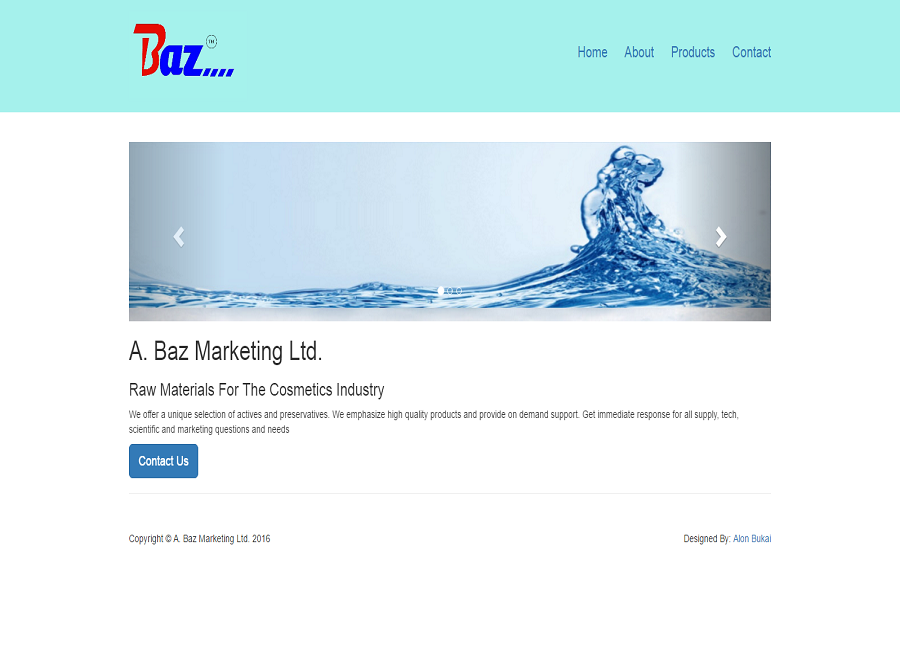 Baz.... TM
Home About Products Contact
A. Baz Marketing Ltd.
Raw Materials For The Cosmetics Industry
We offer a unique selection of actives and preservatives. We emphasize high quality products and provide on demand support. Get immediate response for all supply, tech,
scientific and marketing questions and needs
Contact Us
Copyright © A. Baz Marketing Ltd. 2016 Designed By: Alon Bukai